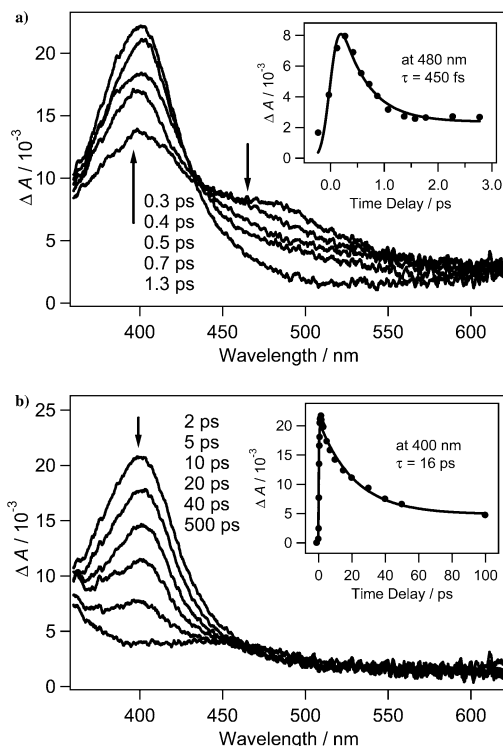 a)
Δ A / 10⁻³
20
15
10
5
0
0.3 ps
0.4 ps
0.5 ps
0.7 ps
1.3 ps
400
450
500
550
600
Wavelength / nm
Δ A / 10⁻³
8
6
4
2
0
at 480 nm
τ = 450 fs
0.0
1.0
2.0
3.0
Time Delay / ps
b)
Δ A / 10⁻³
25
20
15
10
5
0
2 ps
5 ps
10 ps
20 ps
40 ps
500 ps
400
450
500
550
600
Wavelength / nm
Δ A / 10⁻³
20
15
10
5
0
at 400 nm
τ = 16 ps
0
20
40
60
80
100
Time Delay / ps